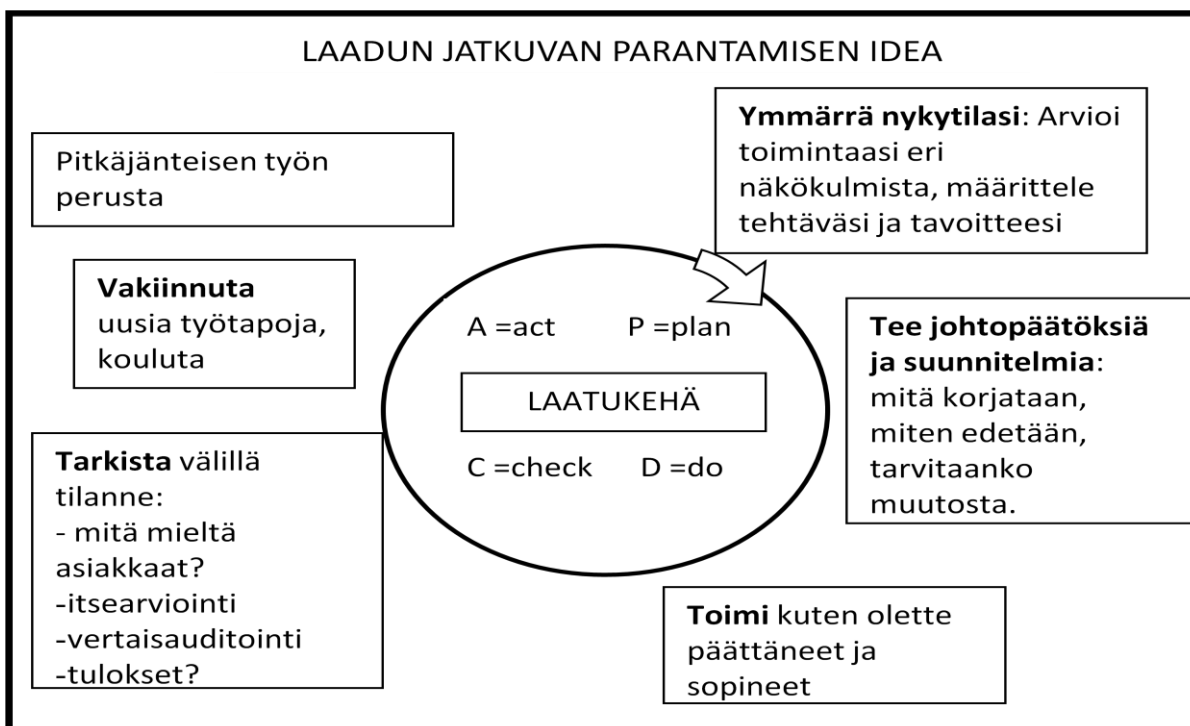 LAADUN JATKUVAN PARANTAMISEN IDEA
Pitkäjänteisen työn
perusta
Ymmärrä nykytilasi: Arvioi
toimintaasi eri
näkökulmista, määrittele
tehtäväsi ja tavoitteesi
Vakiinnuta
uusia työtapoja,
kouluta
A =act P =plan
LAATUKEHÄ
C =check D =do
Tee johtopäätöksiä
ja suunnitelmia:
mitä korjataan,
miten edetään,
tarvitaanko
muutosta.
Tarkista välillä
tilanne:
- mitä mieltä
asiakkaat?
-itsearviointi
-vertaisauditointi
-tulokset?
Toimi kuten olette
päättäneet ja
sopineet